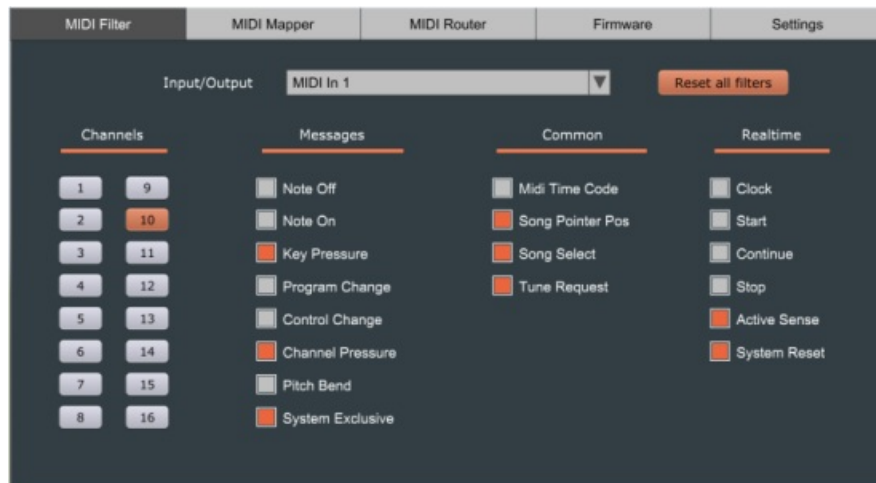 MIDI Filter MIDI Mapper MIDI Router Firmware Settings
Input/Output MIDI In 1 Reset all filters
Channels Messages Common Realtime
1 9 Note Off Midi Time Code Clock
2 10 Note On Song Pointer Pos Start
3 11 Key Pressure Song Select Continue
4 12 Program Change Tune Request Stop
5 13 Control Change Active Sense
6 14 Channel Pressure System Reset
7 15 Pitch Bend
8 16 System Exclusive